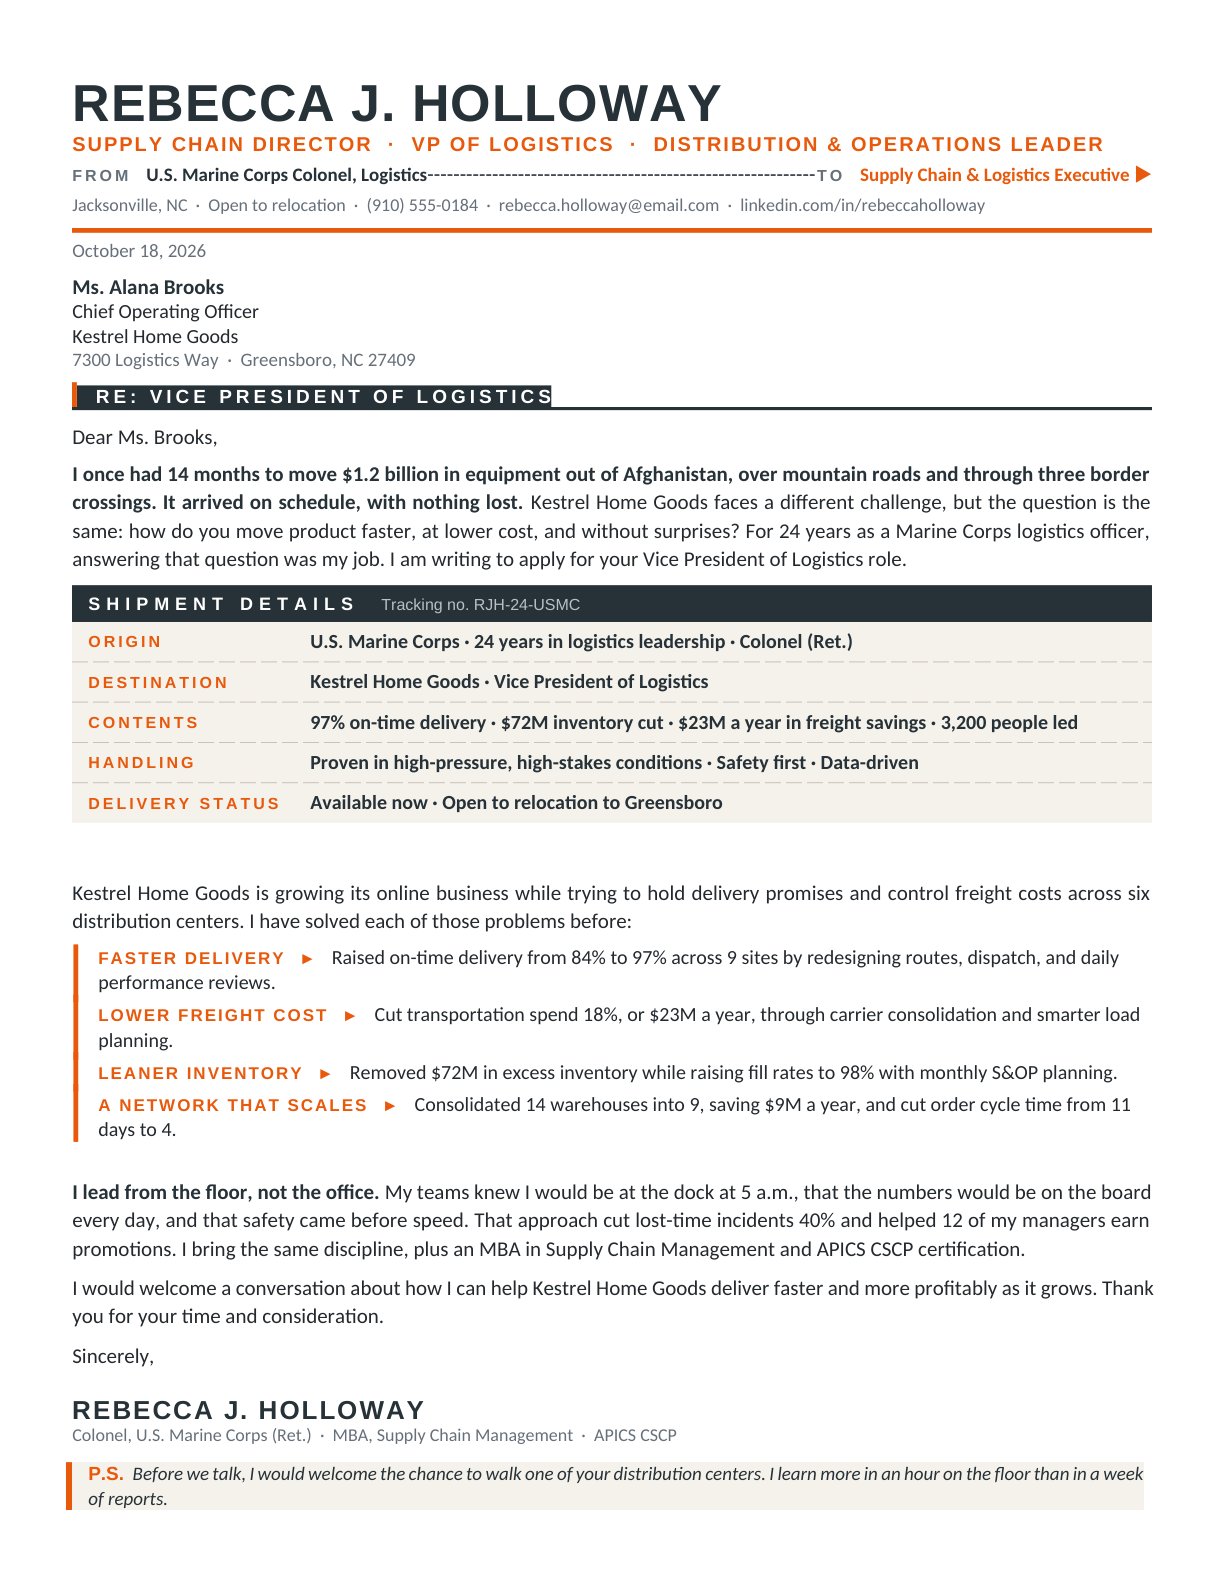 REBECCA J. HOLLOWAY
SUPPLY CHAIN DIRECTOR · VP OF LOGISTICS · DISTRIBUTION & OPERATIONS LEADER
FROM U.S. Marine Corps Colonel, Logistics------------------------------------------------------------TO Supply Chain & Logistics Executive ▶
Jacksonville, NC · Open to relocation · (910) 555-0184 · rebecca.holloway@email.com · linkedin.com/in/rebeccaholloway
October 18, 2026
Ms. Alana Brooks
Chief Operating Officer
Kestrel Home Goods
7300 Logistics Way · Greensboro, NC 27409
RE: VICE PRESIDENT OF LOGISTICS
Dear Ms. Brooks,
I once had 14 months to move $1.2 billion in equipment out of Afghanistan, over mountain roads and through three border
crossings. It arrived on schedule, with nothing lost. Kestrel Home Goods faces a different challenge, but the question is the
same: how do you move product faster, at lower cost, and without surprises? For 24 years as a Marine Corps logistics officer,
answering that question was my job. I am writing to apply for your Vice President of Logistics role.
SHIPMENT DETAILS Tracking no. RJH-24-USMC
ORIGIN U.S. Marine Corps · 24 years in logistics leadership · Colonel (Ret.)
DESTINATION Kestrel Home Goods · Vice President of Logistics
CONTENTS 97% on-time delivery · $72M inventory cut · $23M a year in freight savings · 3,200 people led
HANDLING Proven in high-pressure, high-stakes conditions · Safety first · Data-driven
DELIVERY STATUS Available now · Open to relocation to Greensboro
Kestrel Home Goods is growing its online business while trying to hold delivery promises and control freight costs across six
distribution centers. I have solved each of those problems before:
FASTER DELIVERY ► Raised on-time delivery from 84% to 97% across 9 sites by redesigning routes, dispatch, and daily
performance reviews.
LOWER FREIGHT COST ► Cut transportation spend 18%, or $23M a year, through carrier consolidation and smarter load
planning.
LEANER INVENTORY ► Removed $72M in excess inventory while raising fill rates to 98% with monthly S&OP planning.
A NETWORK THAT SCALES ► Consolidated 14 warehouses into 9, saving $9M a year, and cut order cycle time from 11
days to 4.
I lead from the floor, not the office. My teams knew I would be at the dock at 5 a.m., that the numbers would be on the board
every day, and that safety came before speed. That approach cut lost-time incidents 40% and helped 12 of my managers earn
promotions. I bring the same discipline, plus an MBA in Supply Chain Management and APICS CSCP certification.
I would welcome a conversation about how I can help Kestrel Home Goods deliver faster and more profitably as it grows. Thank
you for your time and consideration.
Sincerely,
REBECCA J. HOLLOWAY
Colonel, U.S. Marine Corps (Ret.) · MBA, Supply Chain Management · APICS CSCP
P.S. Before we talk, I would welcome the chance to walk one of your distribution centers. I learn more in an hour on the floor than in a week
of reports.